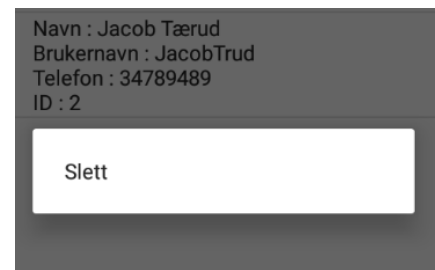 Navn : Jacob Tærud
Brukernavn : JacobTrud
Telefon : 34789489
ID : 2
Slett